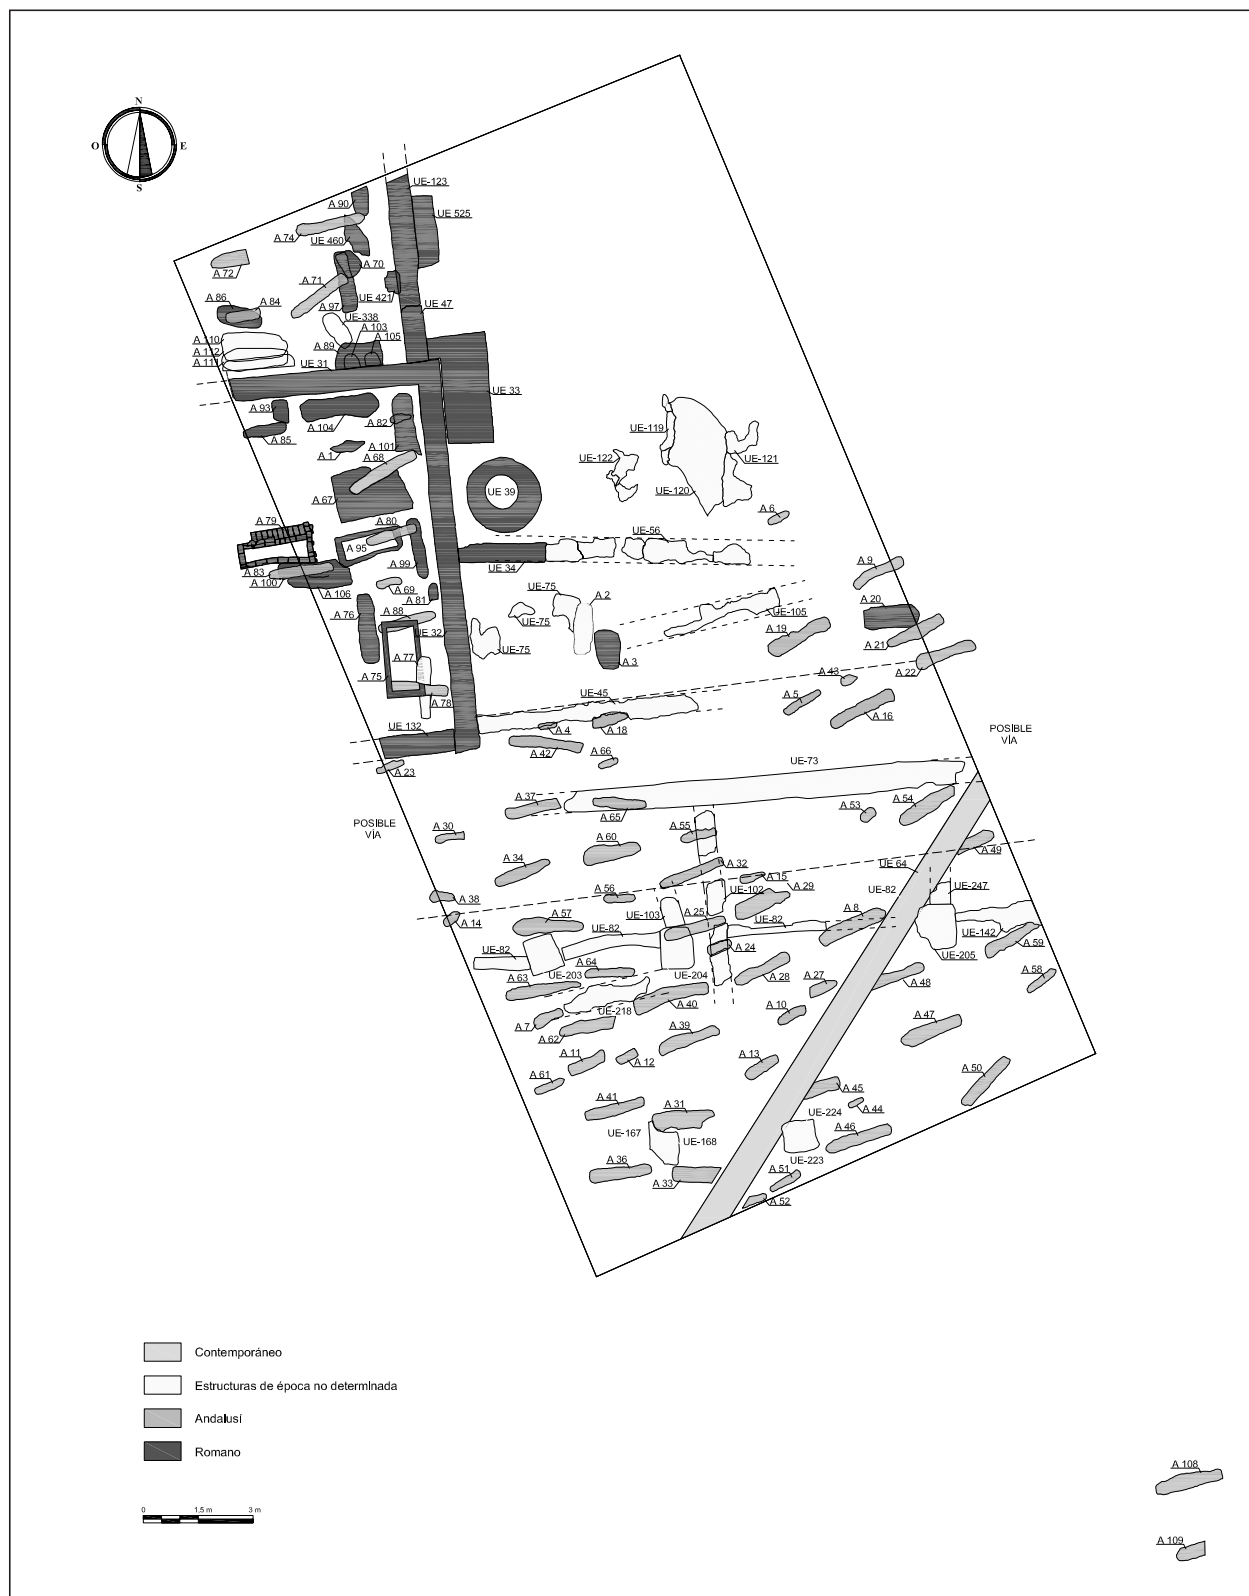 N
O
E
S
UE-123
A 90
UE 525
A 74
UE 460
A 72
A 70
A 71
UE 421
A 86
A 84
A 97
UE 47
UE-338
A 103
A 110
A 105
A 112
A 89
A 111
UE 31
UE 33
A 93
A 104
A 82
A 85
A 1
A 101
A 68
UE-119
UE-122
UE-121
UE-120
A 67
UE 39
A 6
A 79
A 80
UE-56
A 95
A 83
A 99
UE 34
A 9
A 100
A 106
A 69
UE-75
A 2
A 81
A 20
A 76
A 88
UE-75
UE-105
UE 32
A 19
A 21
UE-75
A 77
A 3
A 22
A 75
A 43
A 78
UE-45
A 5
A 16
UE 132
A 4
A 18
POSIBLE
VÍA
A 42
A 66
A 23
UE-73
A 37
A 65
A 53
A 54
POSIBLE
VÍA
A 30
A 55
A 60
A 34
A 32
UE 64
A 49
A 15
A 38
A 56
UE-102
A 29
UE-82
UE-247
A 14
A 57
UE-103
A 25
A 8
UE-82
UE-82
UE-142
UE-82
A 24
A 59
UE-205
A 64
A 63
UE-203
UE-204
A 28
A 27
A 48
A 58
A 40
UE-218
A 7
A 62
A 10
A 39
A 47
A 11
A 12
A 13
A 61
A 50
A 45
A 41
A 31
A 44
UE-224
UE-167
UE-168
A 46
UE-223
A 36
A 33
A 51
A 52
Contemporáneo
Estructuras de época no determinada
Andalusí
Romano
0 1,5 m 3 m
A 108
A 109